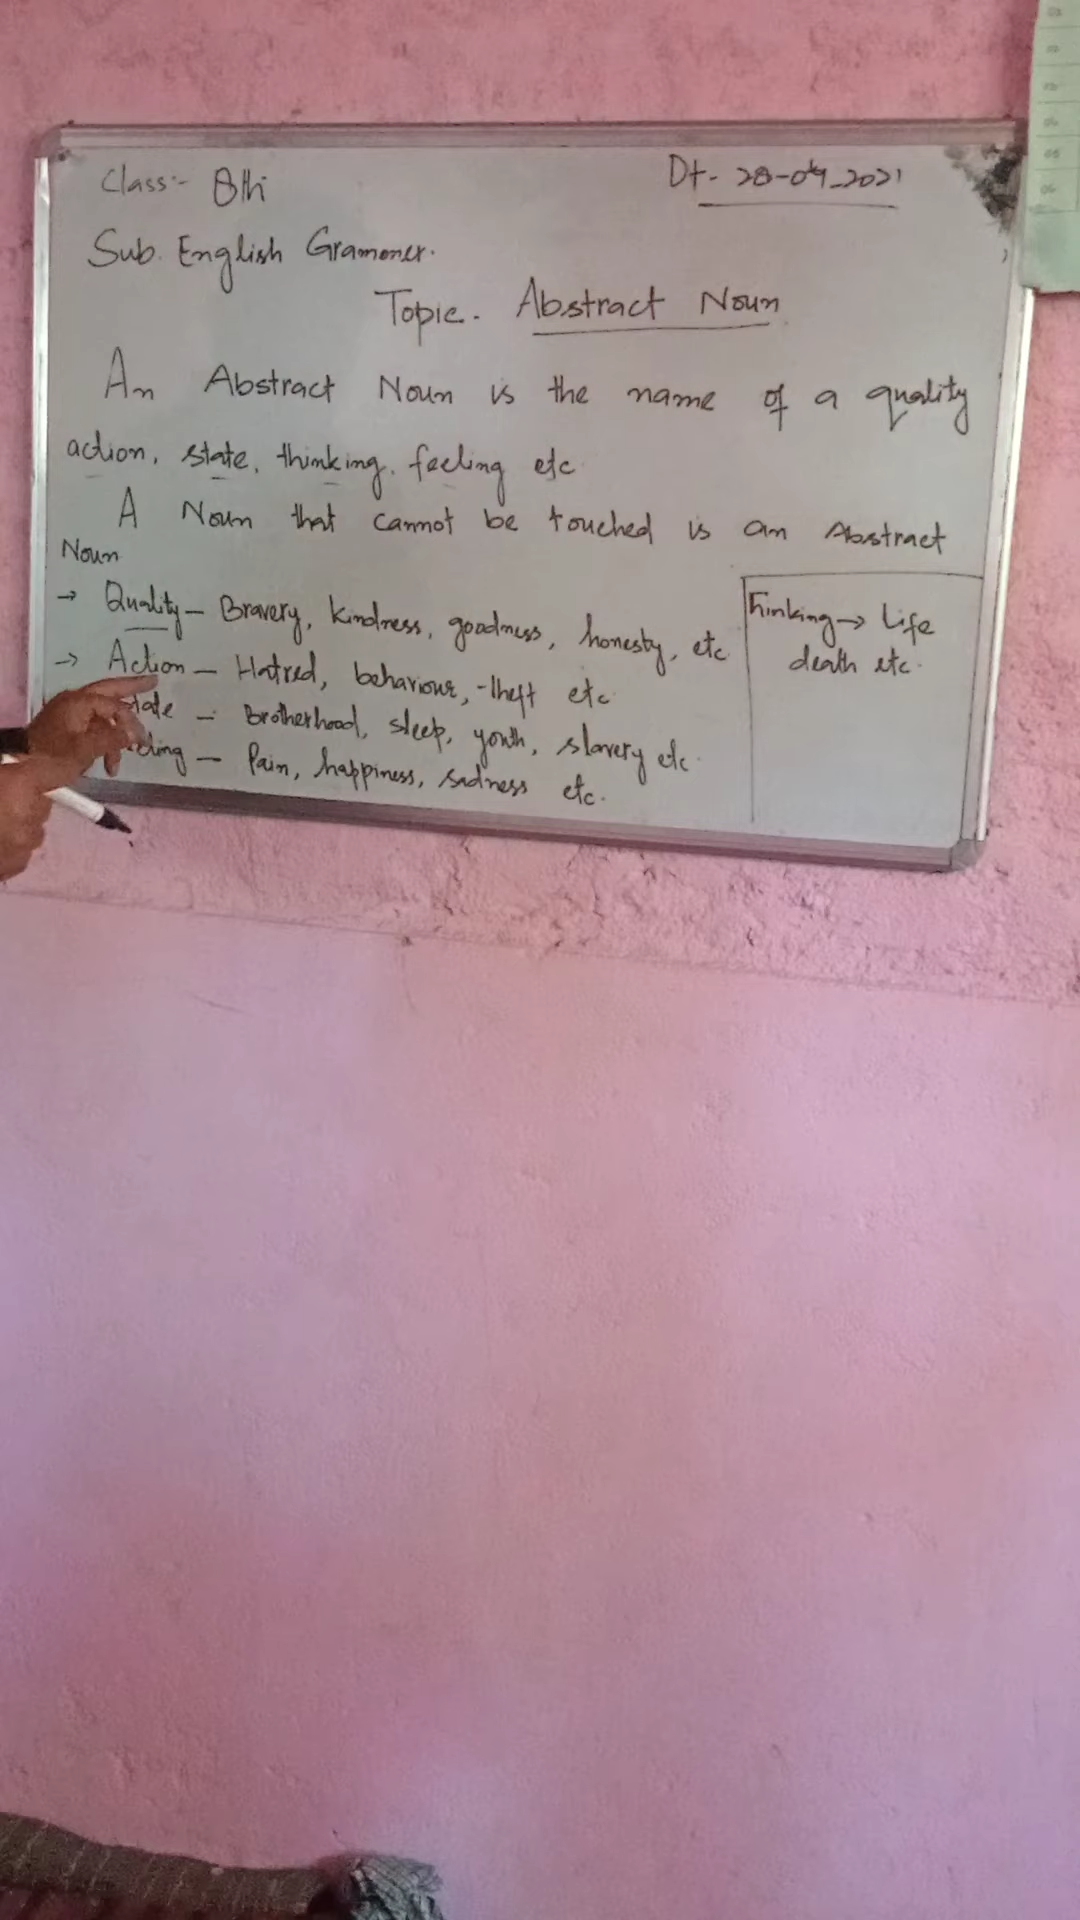 Class:- 8th
Dt- 28-04-2021
Sub. English Grammer.
Topic. Abstract Noun
An Abstract Noun is the name of a quality
action, state, thinking, feeling etc
A Noun that cannot be touched is an Abstract
Noun
→ Quality - Bravery, kindness, goodness, honesty, etc
→ Action - Hatred, behaviour, theft etc
- Brotherhood, sleep, youth, slavery etc.
- Pain, happiness, sadness etc.
Thinking → Life
death etc.